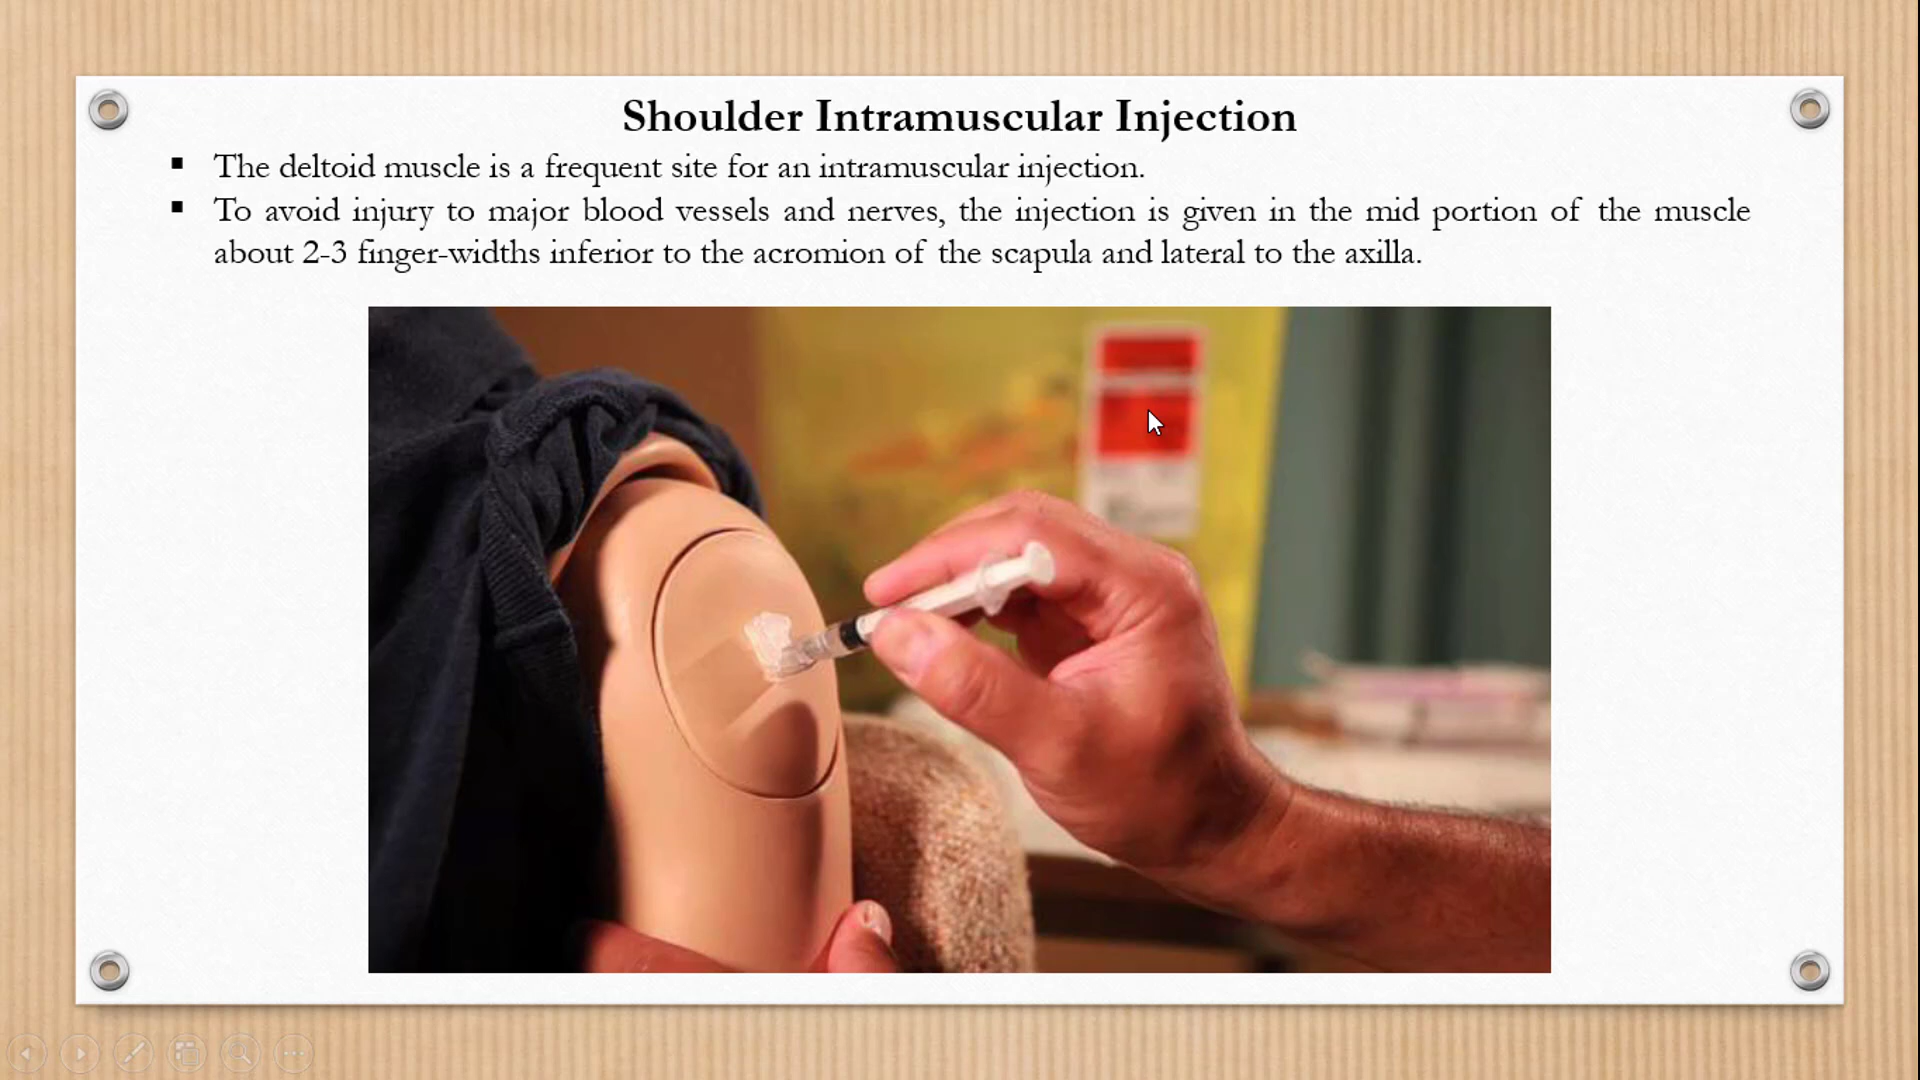 Shoulder Intramuscular Injection
▪ The deltoid muscle is a frequent site for an intramuscular injection.
▪ To avoid injury to major blood vessels and nerves, the injection is given in the mid portion of the muscle
about 2-3 finger-widths inferior to the acromion of the scapula and lateral to the axilla.